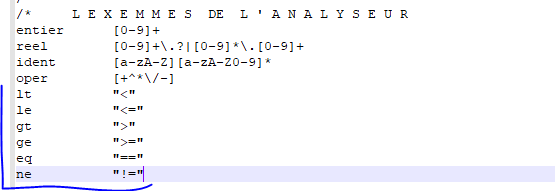 /* L E X E M M E S DE L ' A N A L Y S E U R
entier [0-9]+
reel [0-9]+\.?|[0-9]*\.[0-9]+
ident [a-zA-Z][a-zA-Z0-9]*
oper [+^*\/-]
lt "<"
le "<="
gt ">"
ge ">="
eq "=="
ne "!="